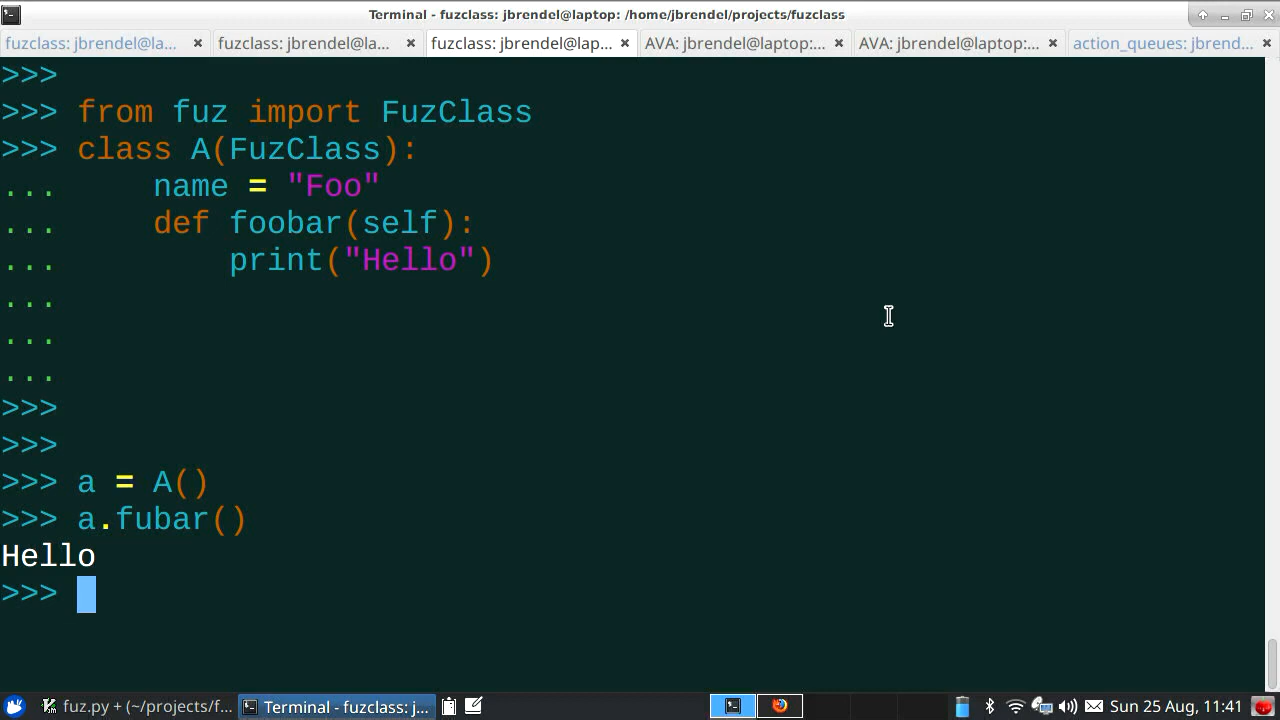 Terminal - fuzclass: jbrendel@laptop: /home/jbrendel/projects/fuzclass
fuzclass: jbrendel@la... fuzclass: jbrendel@la... fuzclass: jbrendel@lap... AVA: jbrendel@laptop:... AVA: jbrendel@laptop:... action_queues: jbrend...
>>>
>>> from fuz import FuzClass
>>> class A(FuzClass):
...     name = "Foo"
...     def foobar(self):
...         print("Hello")
...
...
...
>>>
>>>
>>> a = A()
>>> a.fubar()
Hello
>>>
fuz.py + (~/projects/f... Terminal - fuzclass: j... Sun 25 Aug, 11:41